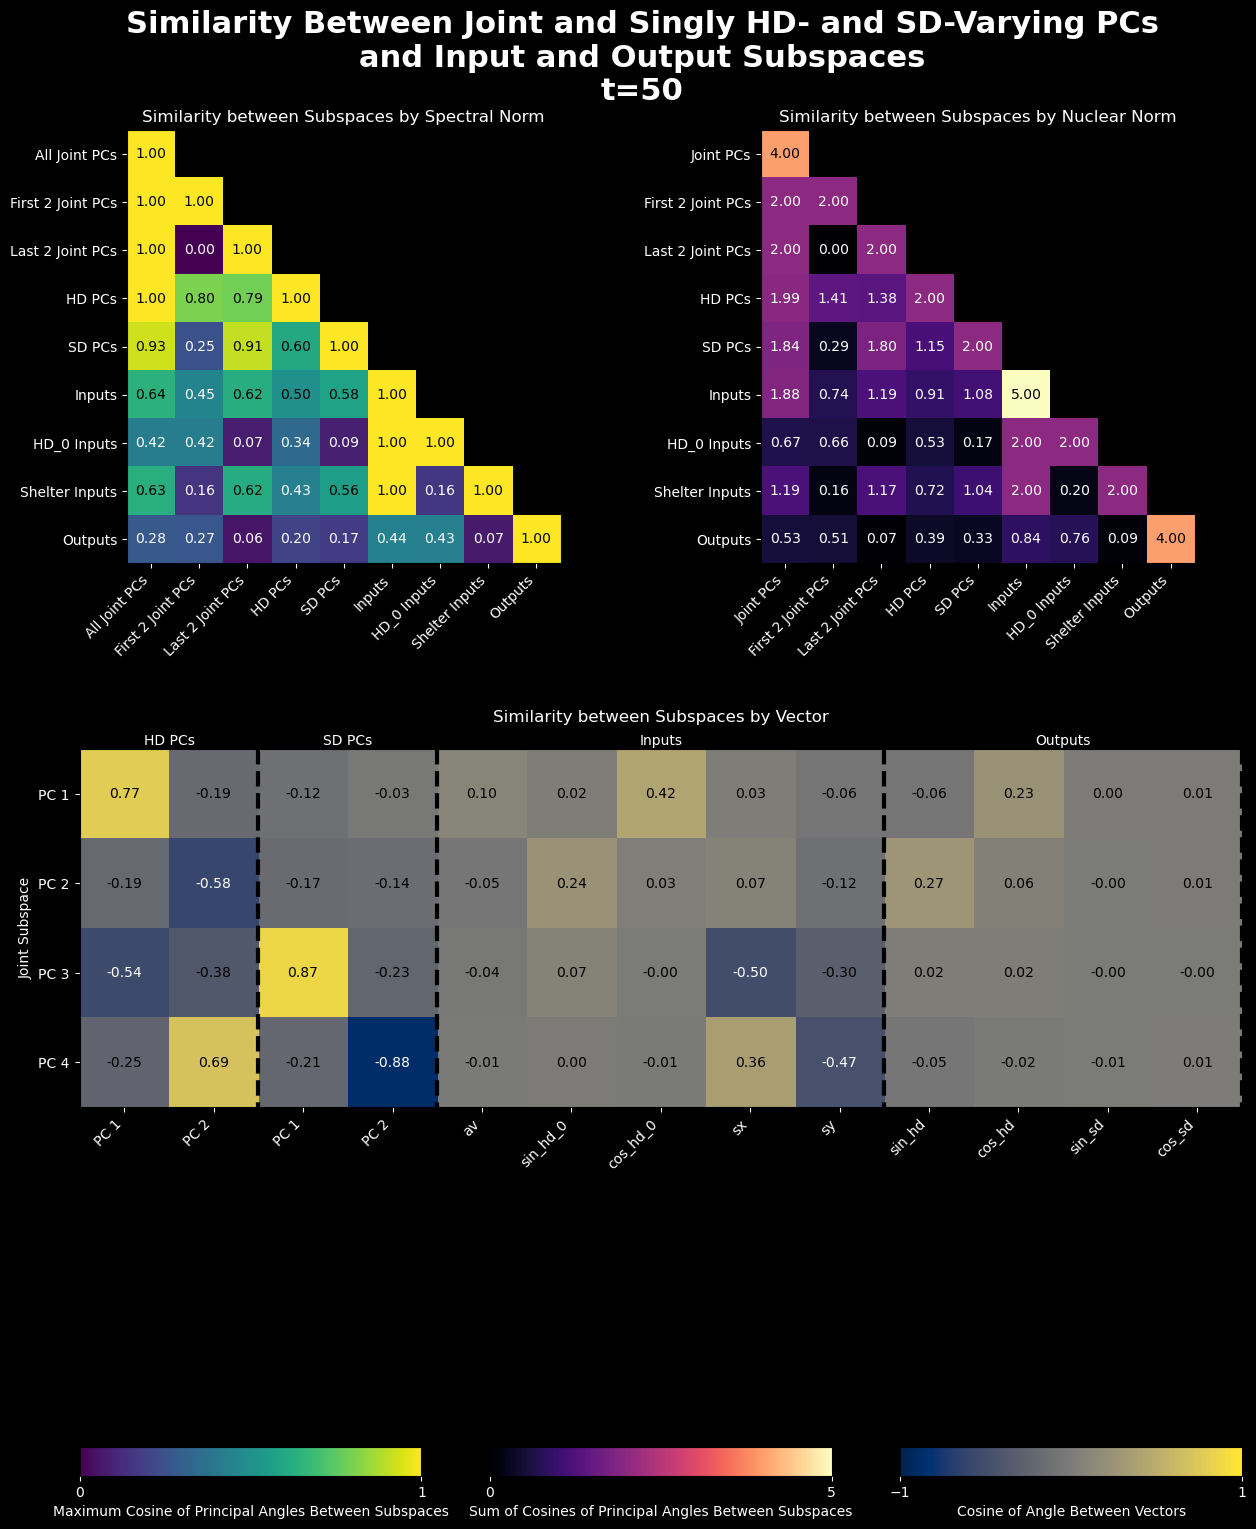 Similarity Between Joint and Singly HD- and SD-Varying PCs
and Input and Output Subspaces
t=50
Similarity between Subspaces by Spectral Norm
All Joint PCs 1.00
First 2 Joint PCs 1.00 1.00
Last 2 Joint PCs 1.00 0.00 1.00
HD PCs 1.00 0.80 0.79 1.00
SD PCs 0.93 0.25 0.91 0.60 1.00
Inputs 0.64 0.45 0.62 0.50 0.58 1.00
HD_0 Inputs 0.42 0.42 0.07 0.34 0.09 1.00 1.00
Shelter Inputs 0.63 0.16 0.62 0.43 0.56 1.00 0.16 1.00
Outputs 0.28 0.27 0.06 0.20 0.17 0.44 0.43 0.07 1.00
All Joint PCs First 2 Joint PCs Last 2 Joint PCs HD PCs SD PCs Inputs HD_0 Inputs Shelter Inputs Outputs
Similarity between Subspaces by Nuclear Norm
Joint PCs 4.00
First 2 Joint PCs 2.00 2.00
Last 2 Joint PCs 2.00 0.00 2.00
HD PCs 1.99 1.41 1.38 2.00
SD PCs 1.84 0.29 1.80 1.15 2.00
Inputs 1.88 0.74 1.19 0.91 1.08 5.00
HD_0 Inputs 0.67 0.66 0.09 0.53 0.17 2.00 2.00
Shelter Inputs 1.19 0.16 1.17 0.72 1.04 2.00 0.20 2.00
Outputs 0.53 0.51 0.07 0.39 0.33 0.84 0.76 0.09 4.00
Joint PCs First 2 Joint PCs Last 2 Joint PCs HD PCs SD PCs Inputs HD_0 Inputs Shelter Inputs Outputs
Similarity between Subspaces by Vector
HD PCs SD PCs Inputs Outputs
Joint Subspace
PC 1 0.77 -0.19 -0.12 -0.03 0.10 0.02 0.42 0.03 -0.06 -0.06 0.23 0.00 0.01
PC 2 -0.19 -0.58 -0.17 -0.14 -0.05 0.24 0.03 0.07 -0.12 0.27 0.06 -0.00 0.01
PC 3 -0.54 -0.38 0.87 -0.23 -0.04 0.07 -0.00 -0.50 -0.30 0.02 0.02 -0.00 -0.00
PC 4 -0.25 0.69 -0.21 -0.88 -0.01 0.00 -0.01 0.36 -0.47 -0.05 -0.02 -0.01 0.01
PC 1 PC 2 PC 1 PC 2 av sin_hd_0 cos_hd_0 sx sy sin_hd cos_hd sin_sd cos_sd
0 1
Maximum Cosine of Principal Angles Between Subspaces
0 5
Sum of Cosines of Principal Angles Between Subspaces
−1 1
Cosine of Angle Between Vectors